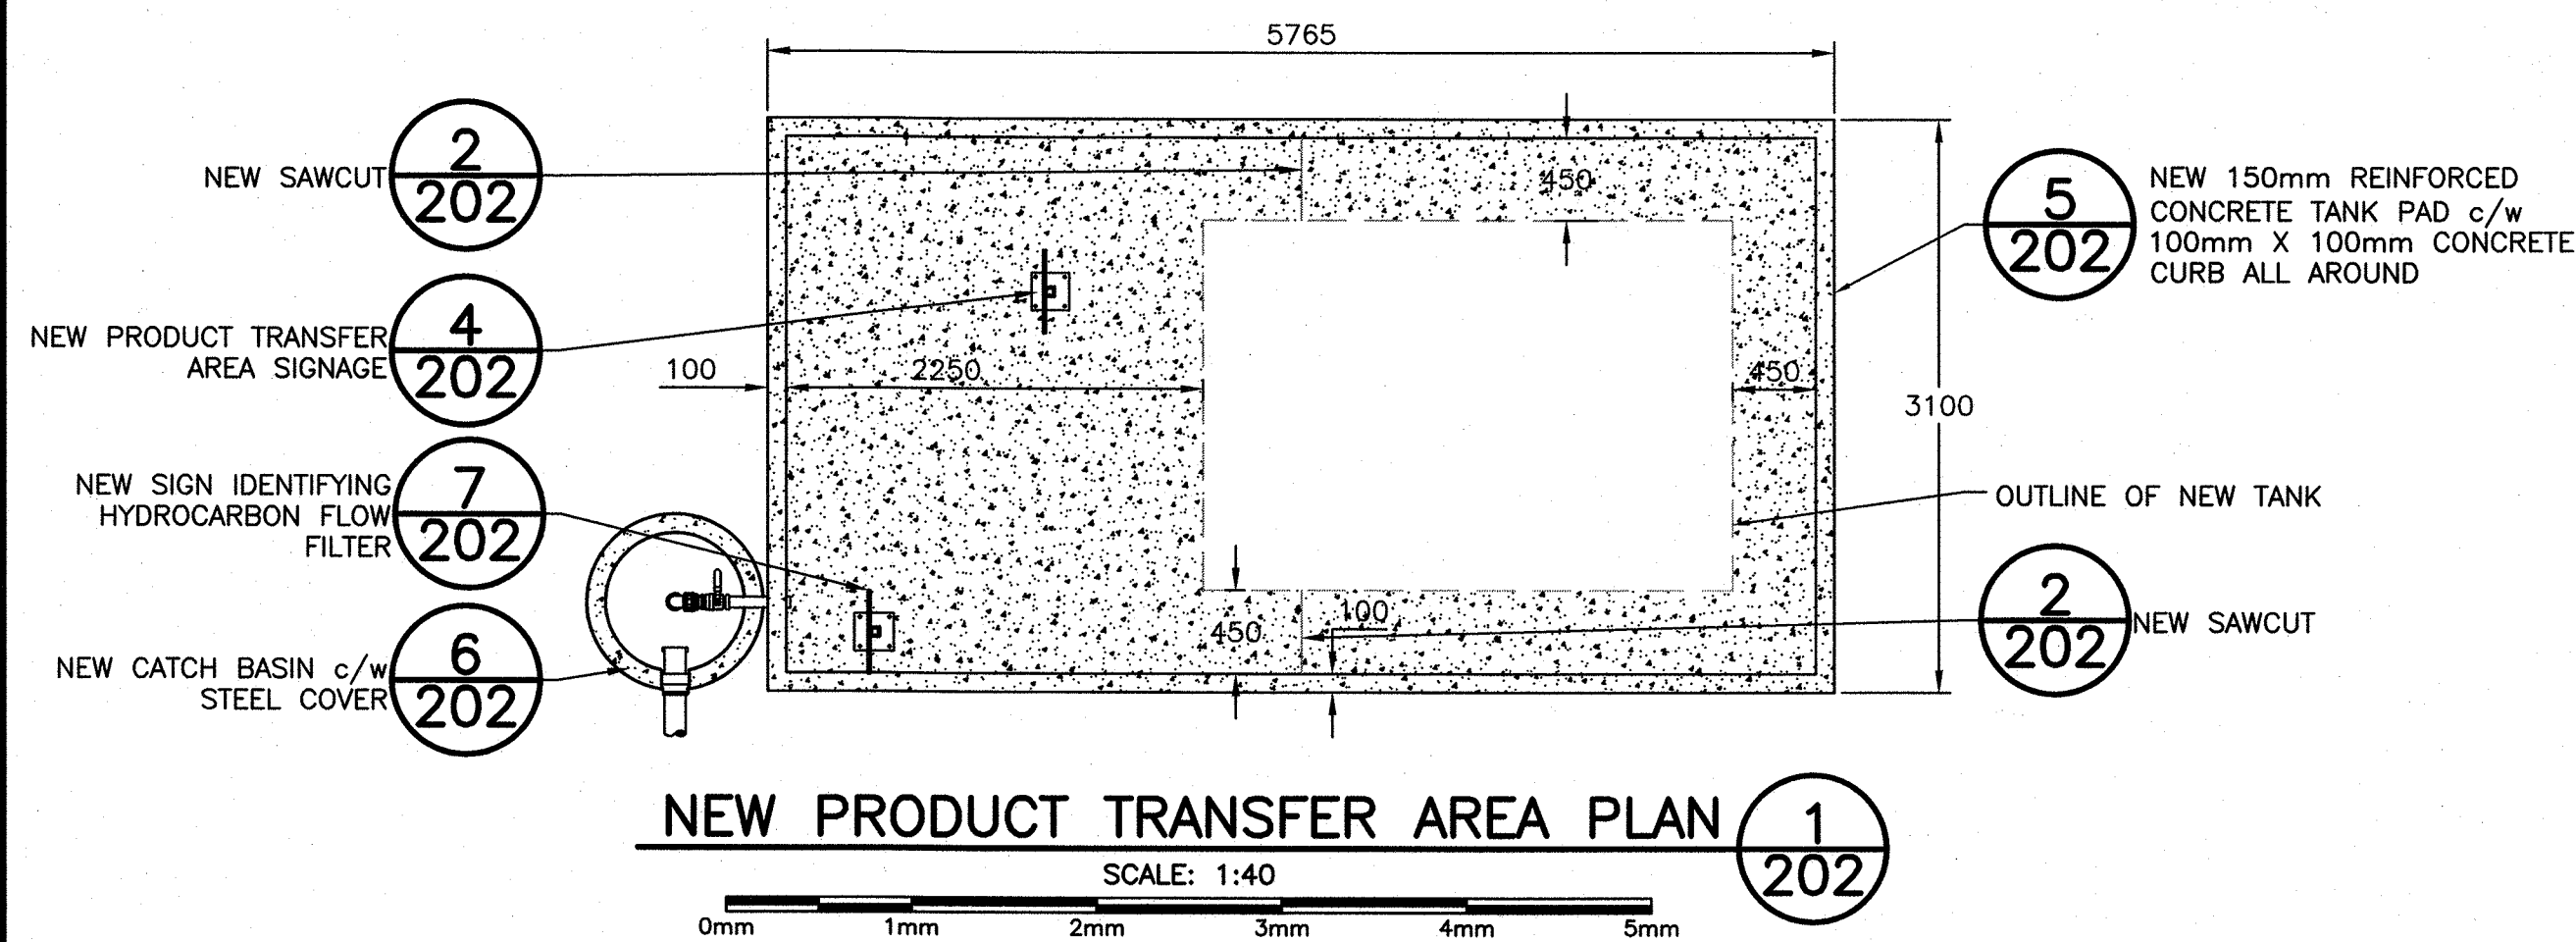 5765
2
202
NEW SAWCUT
450
5
202
NEW 150mm REINFORCED
CONCRETE TANK PAD c/w
100mm X 100mm CONCRETE
CURB ALL AROUND
4
202
NEW PRODUCT TRANSFER
AREA SIGNAGE
100
2250
450
3100
7
202
NEW SIGN IDENTIFYING
HYDROCARBON FLOW
FILTER
OUTLINE OF NEW TANK
6
202
NEW CATCH BASIN c/w
STEEL COVER
450
100
2
202
NEW SAWCUT
NEW PRODUCT TRANSFER AREA PLAN
1
202
SCALE: 1:40
0mm 1mm 2mm 3mm 4mm 5mm